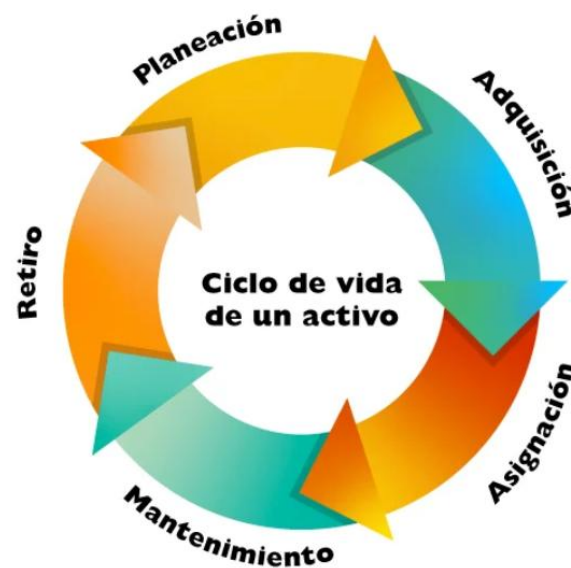 Planeación
Adquisición
Asignación
Mantenimiento
Retiro
Ciclo de vida
de un activo